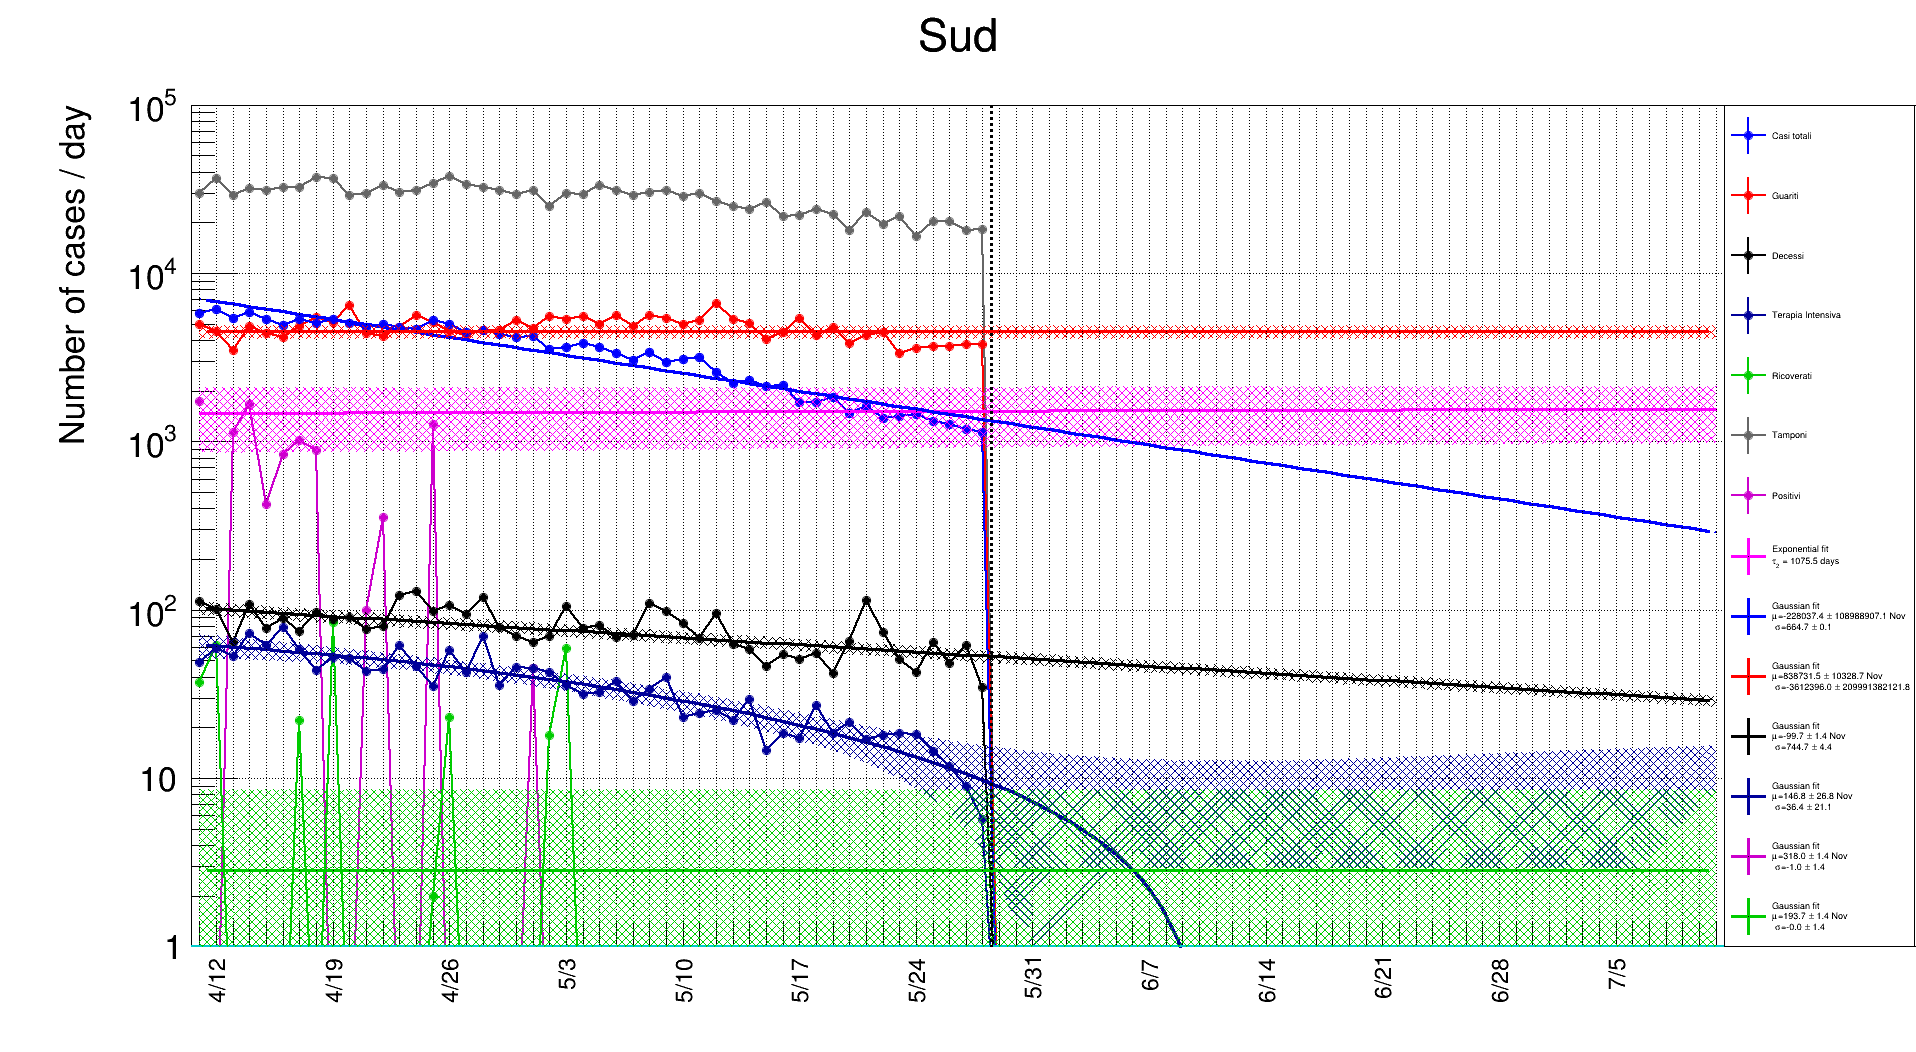 Sud
Number of cases / day
10^5
10^4
10^3
10^2
10
1
4/12
4/19
4/26
5/3
5/10
5/17
5/24
5/31
6/7
6/14
6/21
6/28
7/5
Casi totali
Guariti
Decessi
Terapia Intensiva
Ricoverati
Tamponi
Positivi
Exponential fit
τ_2 = 1075.5 days
Gaussian fit
μ=-228037.4 ± 108988907.1 Nov
σ=664.7 ± 0.1
Gaussian fit
μ=838731.5 ± 10328.7 Nov
σ=-3612396.0 ± 209991382121.8
Gaussian fit
μ=-99.7 ± 1.4 Nov
σ=744.7 ± 4.4
Gaussian fit
μ=146.8 ± 26.8 Nov
σ=36.4 ± 21.1
Gaussian fit
μ=318.0 ± 1.4 Nov
σ=-1.0 ± 1.4
Gaussian fit
μ=193.7 ± 1.4 Nov
σ=-0.0 ± 1.4